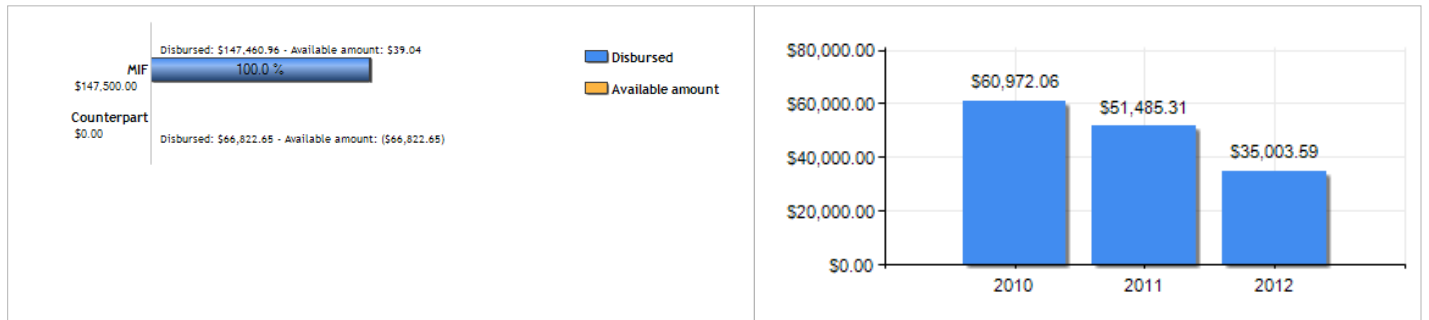 Disbursed: $147,460.96 - Available amount: $39.04
MIF
100.0 %
$147,500.00
Counterpart
$0.00
Disbursed: $66,822.65 - Available amount: ($66,822.65)
Disbursed
Available amount
$80,000.00
$60,000.00
$40,000.00
$20,000.00
$0.00
$60,972.06
$51,485.31
$35,003.59
2010 2011 2012